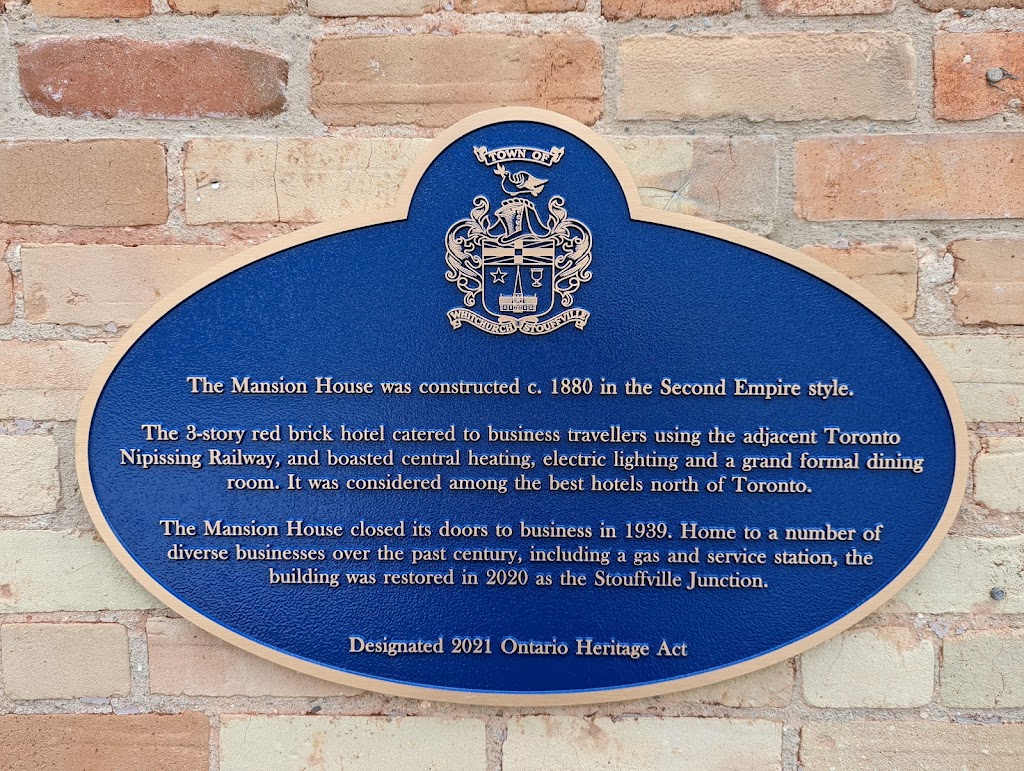 TOWN OF
WHITCHURCH STOUFFVILLE
The Mansion House was constructed c. 1880 in the Second Empire style.
The 3-story red brick hotel catered to business travellers using the adjacent Toronto
Nipissing Railway, and boasted central heating, electric lighting and a grand formal dining
room. It was considered among the best hotels north of Toronto.
The Mansion House closed its doors to business in 1939. Home to a number of
diverse businesses over the past century, including a gas and service station, the
building was restored in 2020 as the Stouffville Junction.
Designated 2021 Ontario Heritage Act